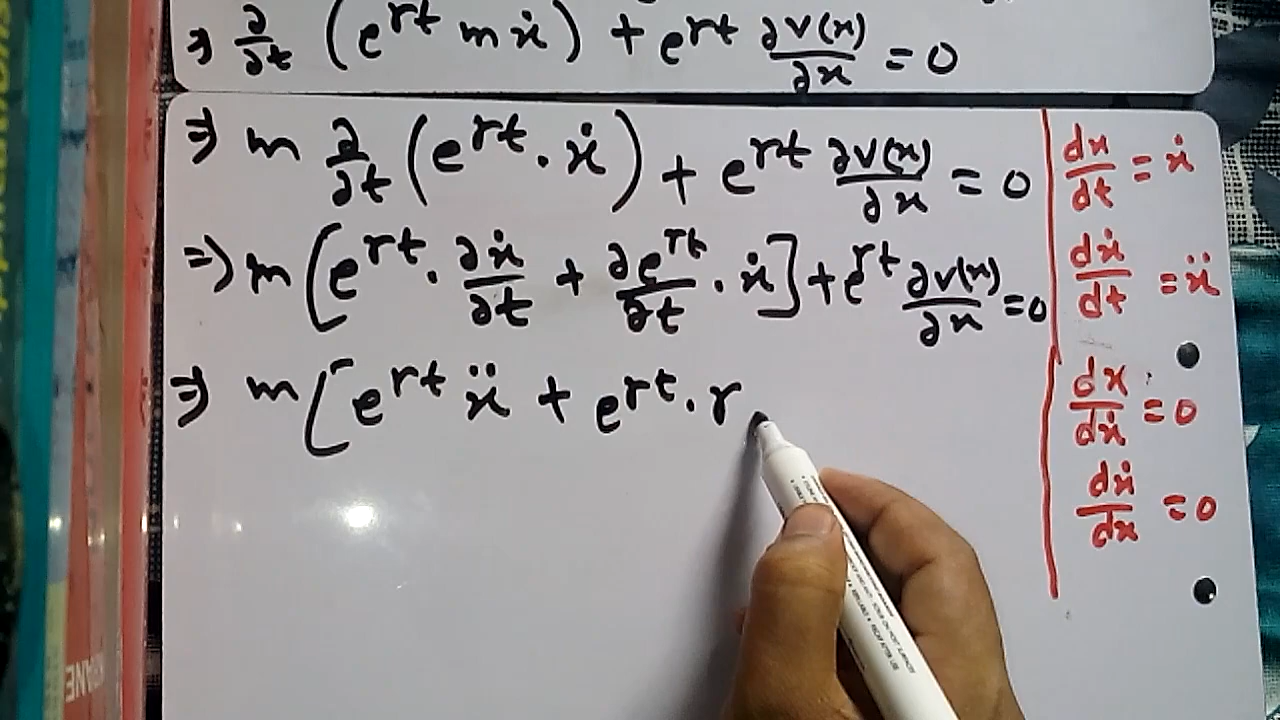 ⇒ ∂/∂t (e^{rt} mẋ) + e^{rt} ∂V(x)/∂x = 0
⇒ m ∂/∂t (e^{rt} · ẋ) + e^{rt} ∂V(x)/∂x = 0
⇒ m [e^{rt} · ∂ẋ/∂t + ∂e^{rt}/∂t · ẋ] + e^{rt} ∂V(x)/∂x = 0
⇒ m [e^{rt} ẍ + e^{rt} · r
dx/dt = ẋ
dẋ/dt = ẍ
dx/dẋ = 0
dẋ/dx = 0